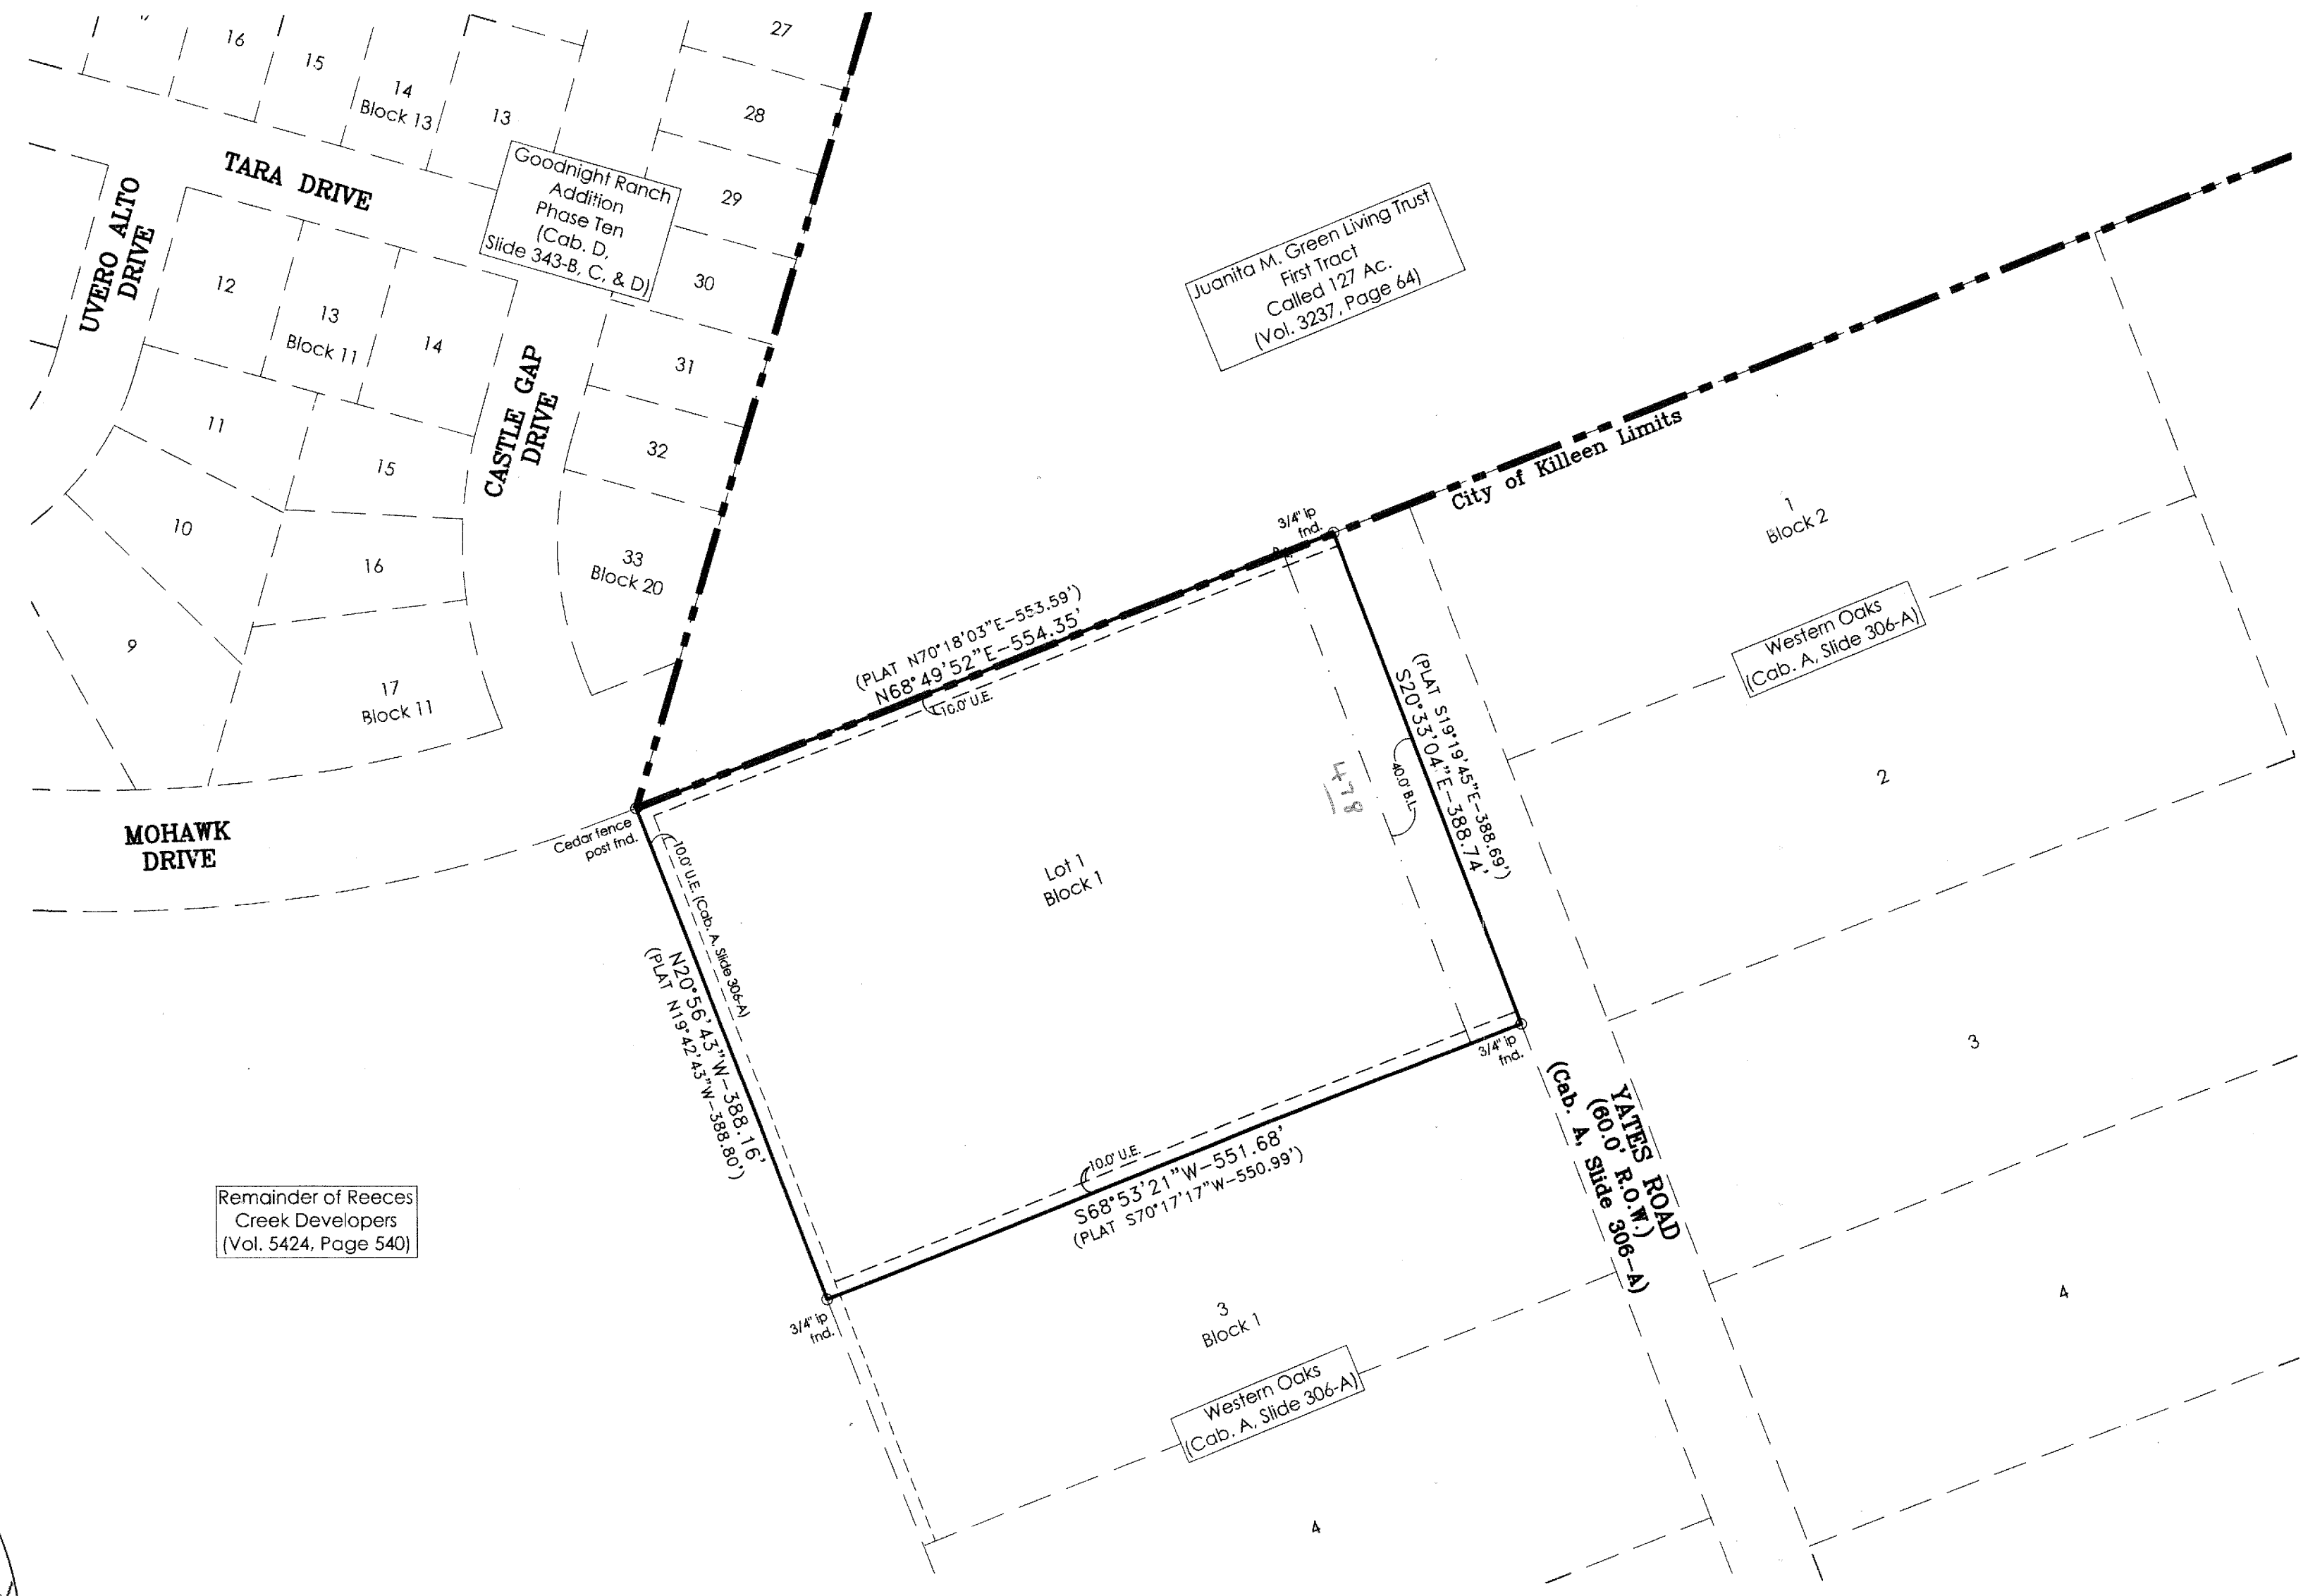 16
15
14
Block 13
13
27
28
29
30
31
32
33
Block 20
TARA DRIVE
UVERO ALTO
DRIVE
Goodnight Ranch
Addition
Phase Ten
(Cab. D,
Slide 343-B, C, & D)
12
13
Block 11
14
11
15
10
16
9
17
Block 11
CASTLE GAP
DRIVE
MOHAWK
DRIVE
Juanita M. Green Living Trust
First Tract
Called 127 Ac.
(Vol. 3237, Page 64)
City of Killeen Limits
3/4" ip
fnd.
1
Block 2
Western Oaks
(Cab. A, Slide 306-A)
2
3
4
(PLAT N70°18'03"E-553.59')
N68°49'52"E-554.35'
10.0' U.E.
(PLAT S19°19'45"E-388.69')
S20°33'04"E-388.74'
40.0' B.L.
478
Lot 1
Block 1
Cedar fence
post fnd.
10.0' U.E. (Cab. A, Slide 306-A)
N20°56'43"W-388.16'
(PLAT N19°42'43"W-388.80')
3/4" ip
fnd.
10.0' U.E.
S68°53'21"W-551.68'
(PLAT S70°17'17"W-550.99')
3/4" ip
fnd.
YATES ROAD
(60.0' R.O.W.)
(Cab. A, Slide 306-A)
Remainder of Reeces
Creek Developers
(Vol. 5424, Page 540)
3
Block 1
Western Oaks
(Cab. A, Slide 306-A)
4